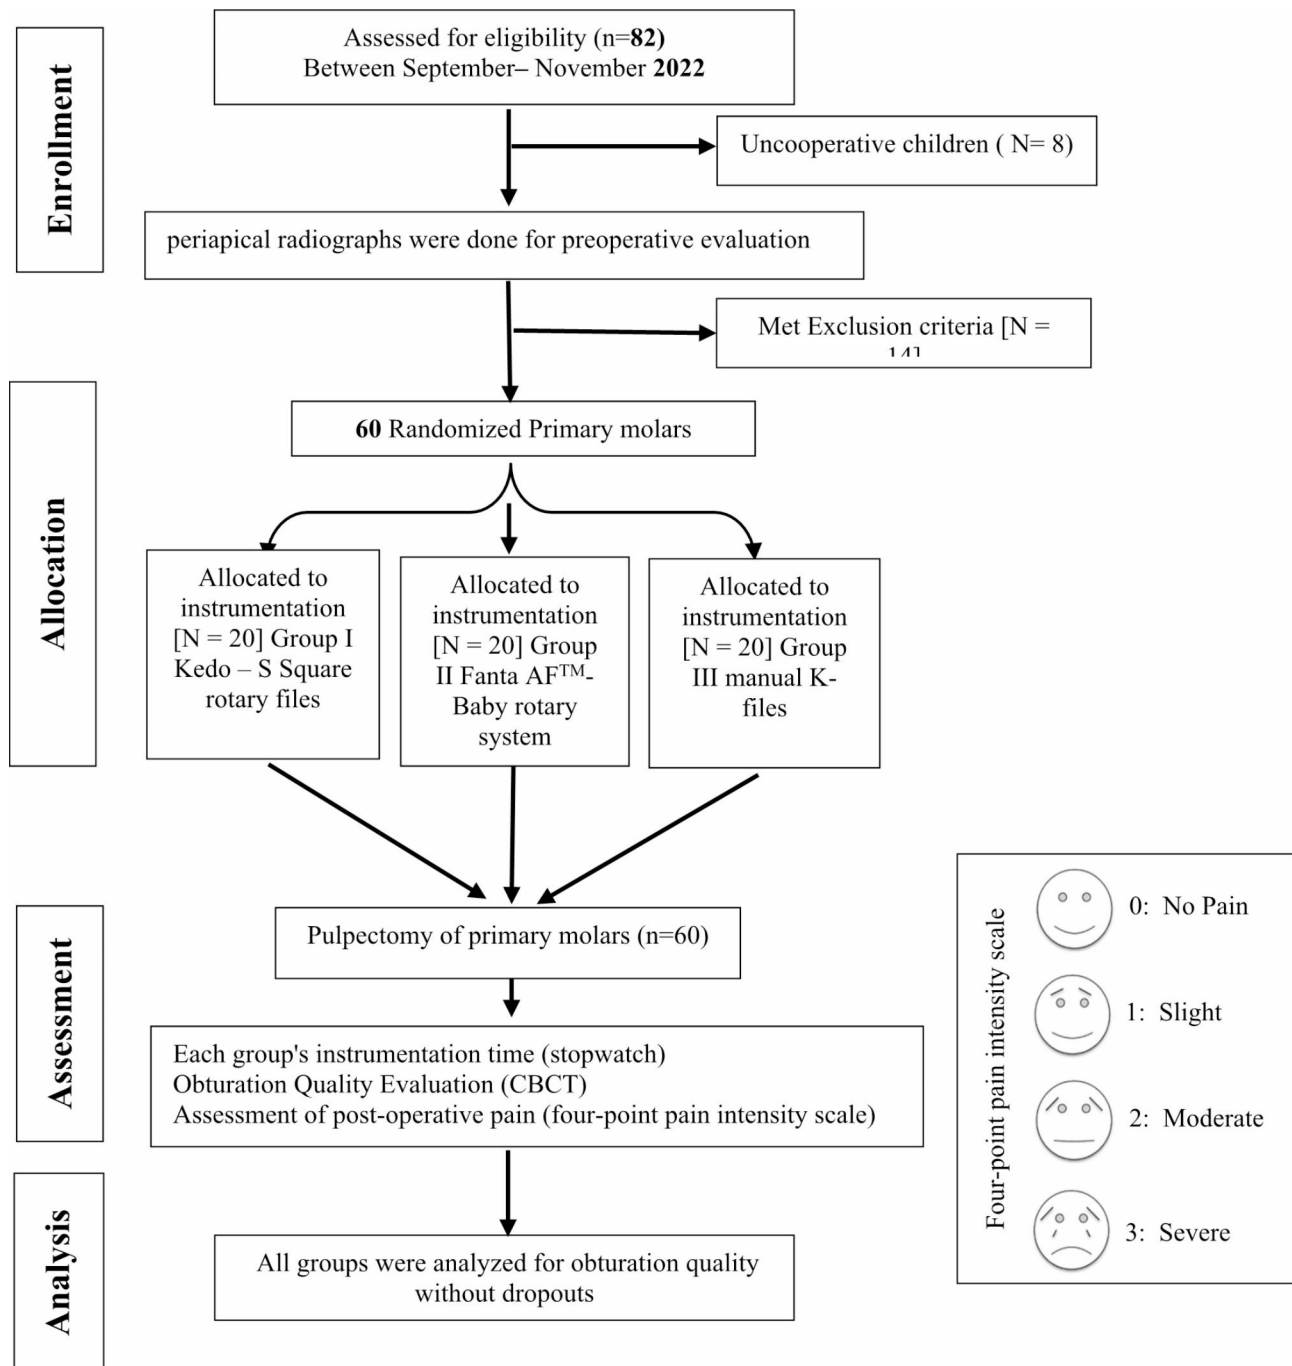 Enrollment
Assessed for eligibility (n=82)
Between September– November 2022
Uncooperative children ( N= 8)
periapical radiographs were done for preoperative evaluation
Met Exclusion criteria [N =
14]
Allocation
60 Randomized Primary molars
Allocated to
instrumentation
[N = 20] Group I
Kedo – S Square
rotary files
Allocated to
instrumentation
[N = 20] Group
II Fanta AF™-
Baby rotary
system
Allocated to
instrumentation
[N = 20] Group
III manual K-
files
Assessment
Pulpectomy of primary molars (n=60)
Each group's instrumentation time (stopwatch)
Obturation Quality Evaluation (CBCT)
Assessment of post-operative pain (four-point pain intensity scale)
Analysis
All groups were analyzed for obturation quality
without dropouts
Four-point pain intensity scale
0: No Pain
1: Slight
2: Moderate
3: Severe